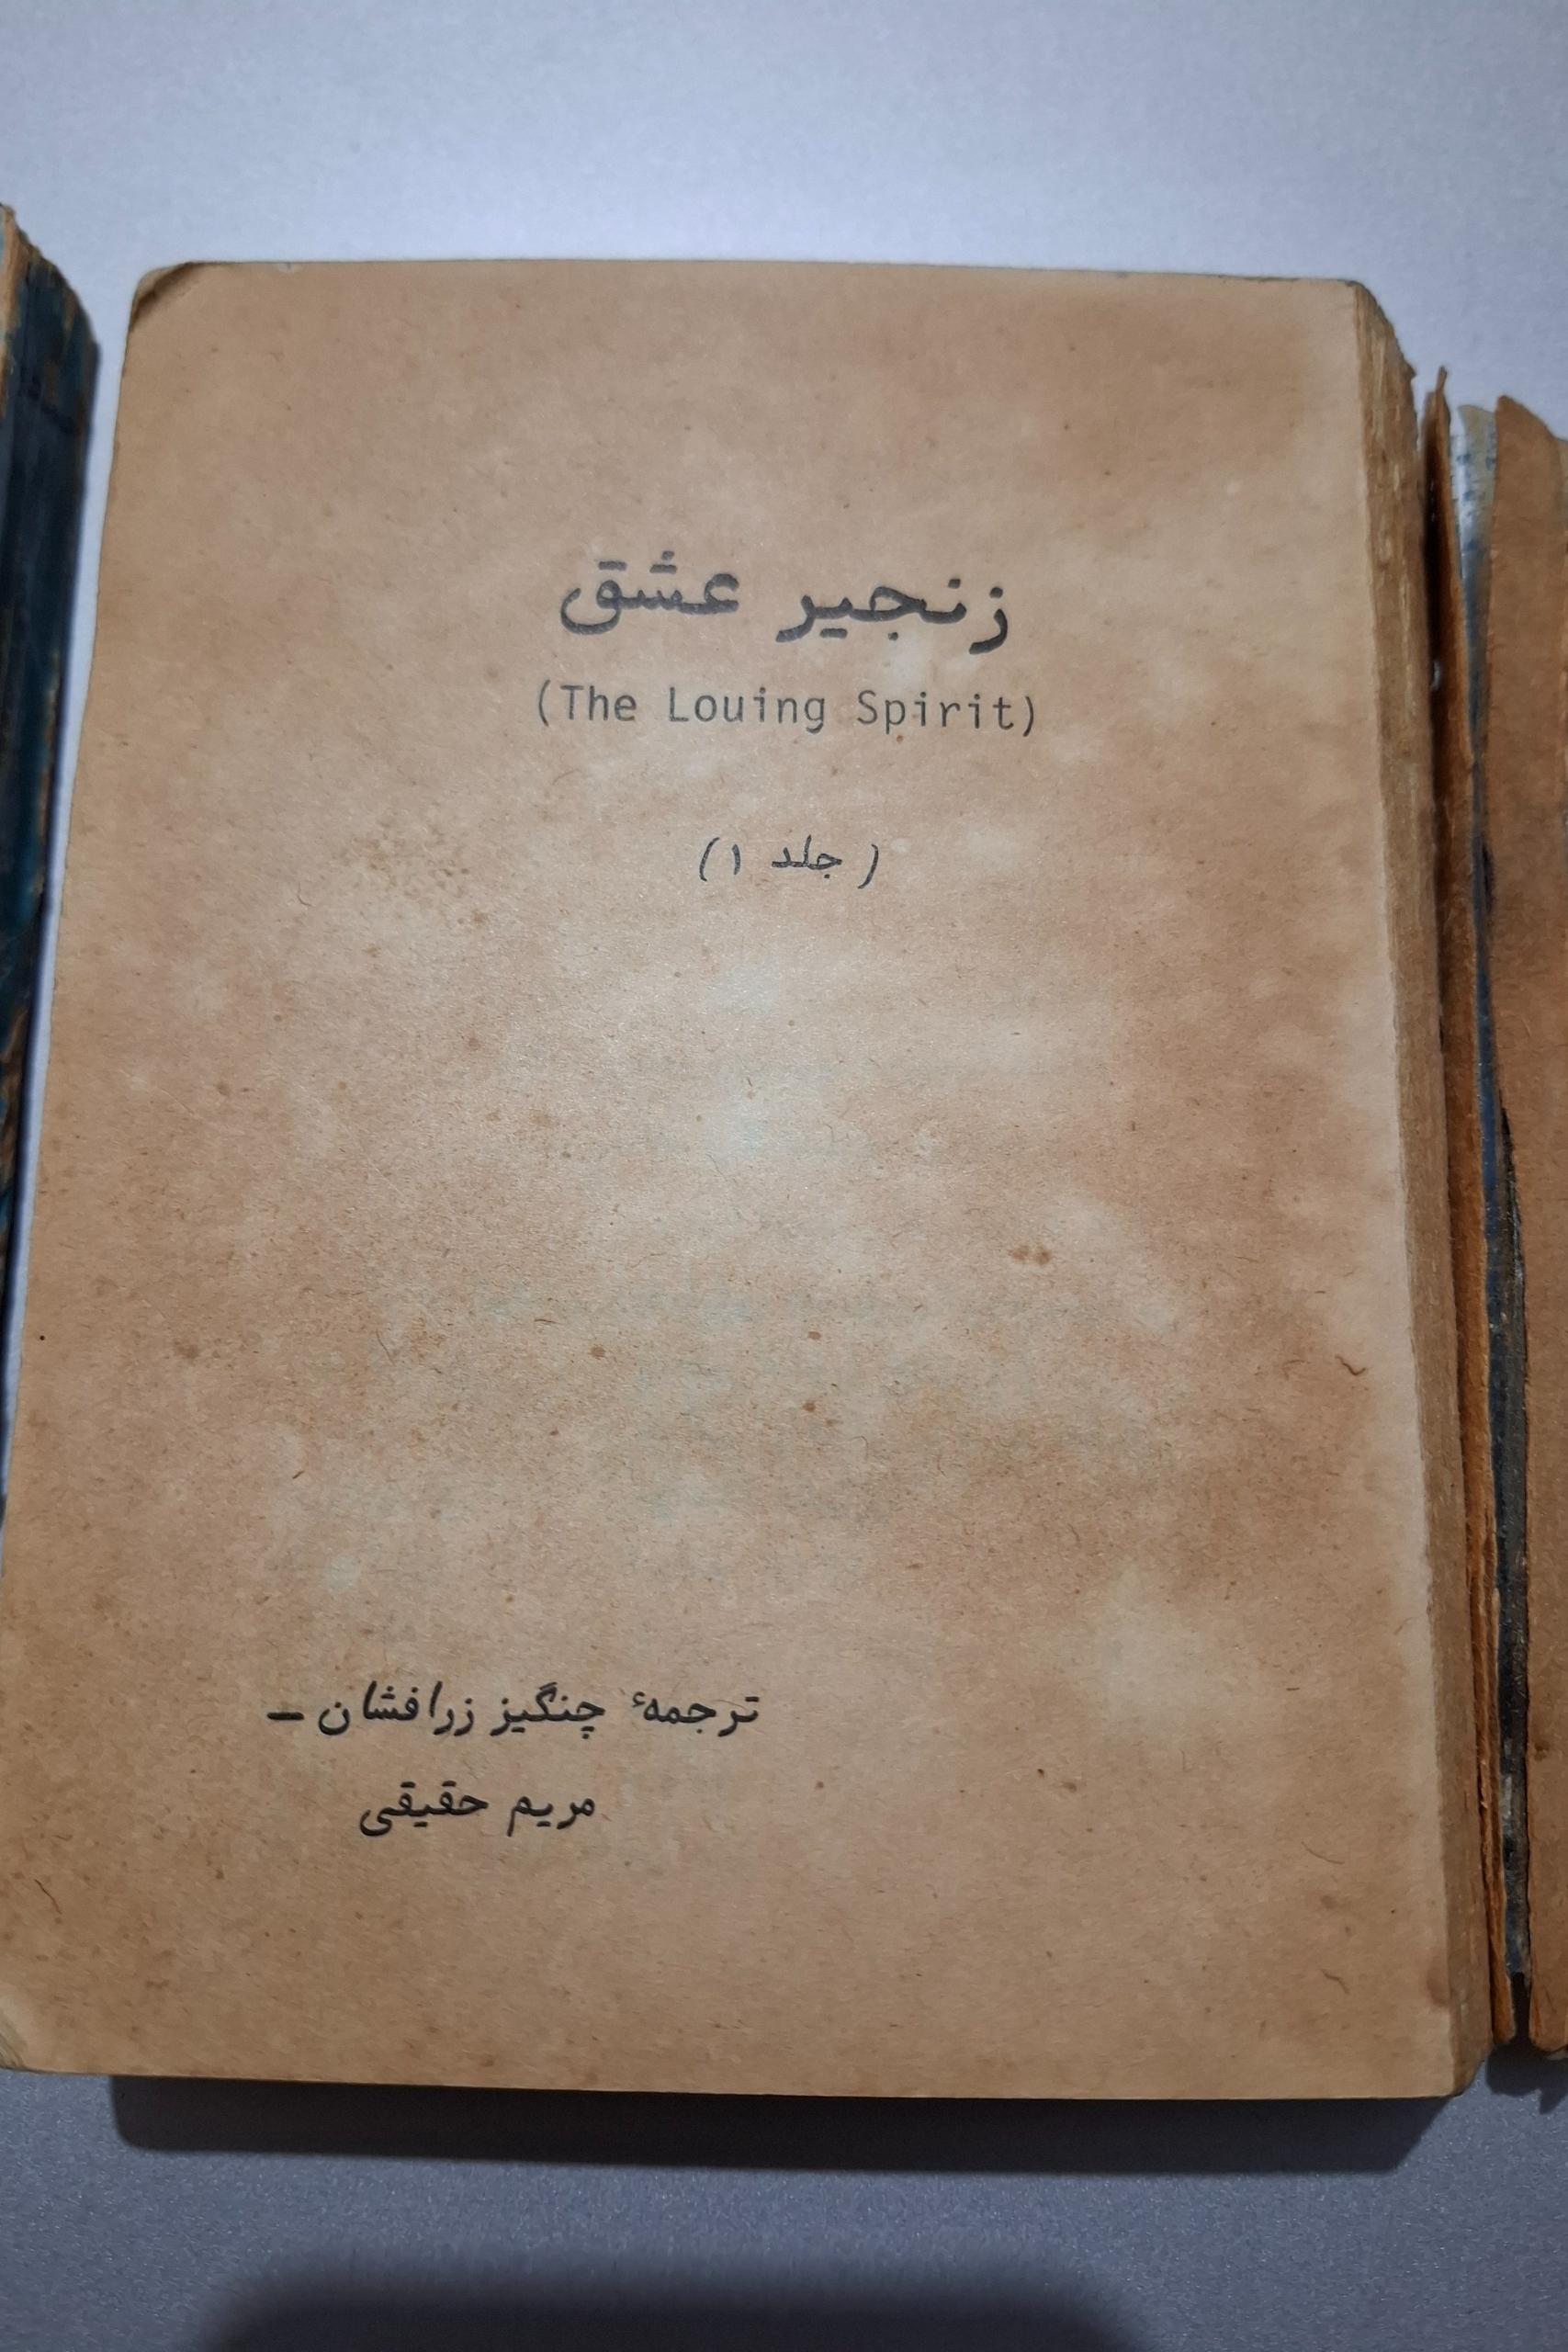 زنجیر عشق
(The Louing Spirit)
(جلد ۱)
ترجمهٔ چنگیز زرافشان –
مریم حقیقی